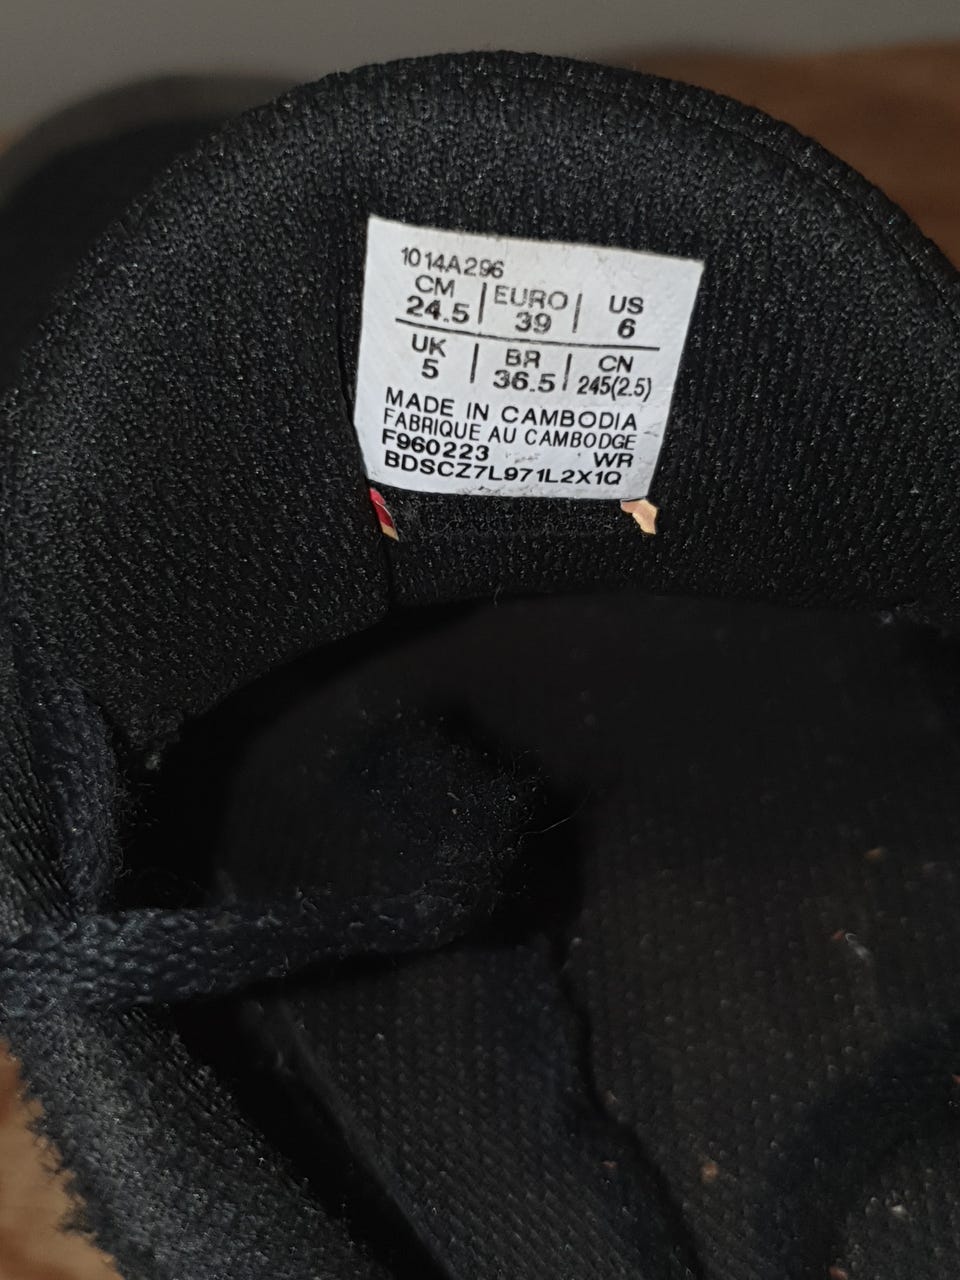 1014A296
CM | EURO | US
24.5 | 39 | 6
UK | BR | CN
5 | 36.5 | 245(2.5)
MADE IN CAMBODIA
FABRIQUE AU CAMBODGE
F960223 WR
BDSCZ7L971L2X1Q